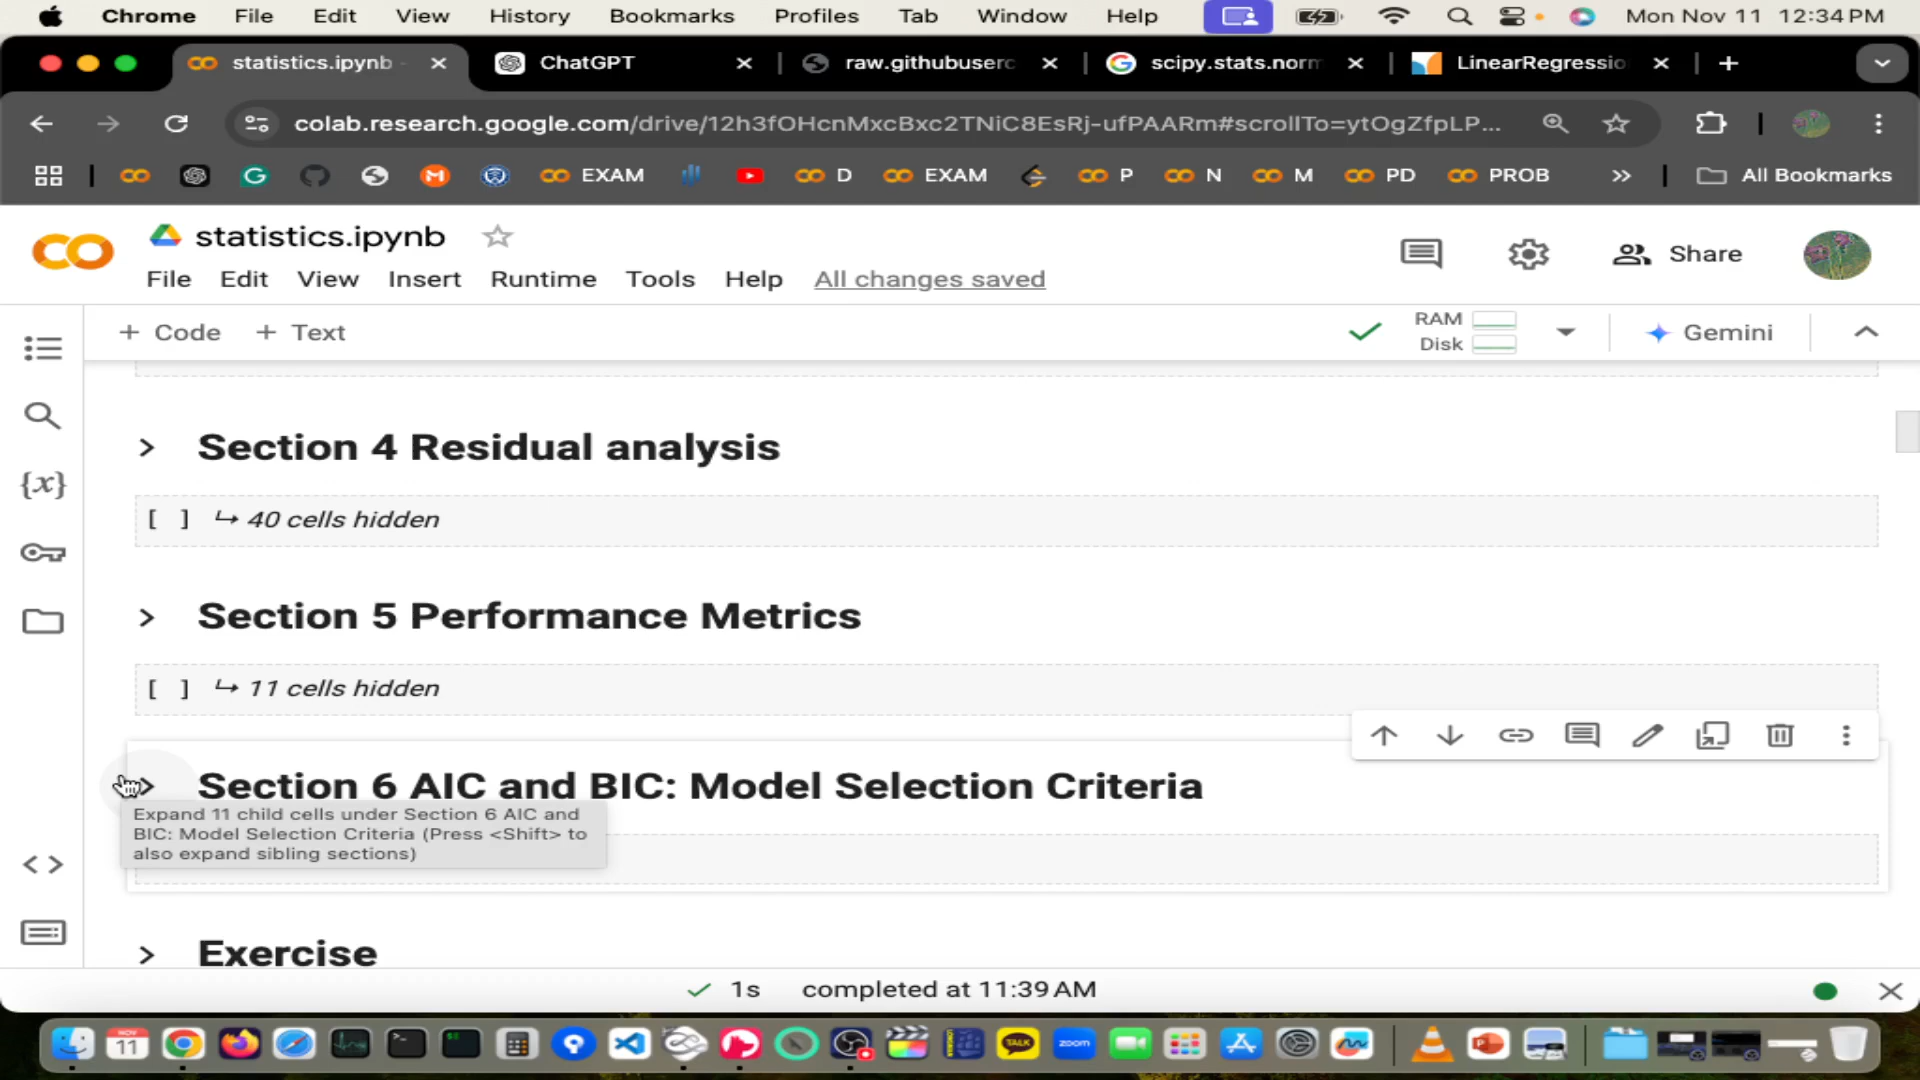 Chrome File Edit View History Bookmarks Profiles Tab Window Help Mon Nov 11 12:34 PM
statistics.ipynb - ChatGPT raw.githubuserc scipy.stats.norm LinearRegressio
colab.research.google.com/drive/12h3fOHcnMxcBxc2TNiC8EsRj-ufPAARm#scrollTo=ytOgZfpLP...
EXAM D EXAM P N M PD PROB All Bookmarks
statistics.ipynb
File Edit View Insert Runtime Tools Help All changes saved
Share
+ Code + Text
RAM
Disk
Gemini
Section 4 Residual analysis
[ ] ↳ 40 cells hidden
{x}
Section 5 Performance Metrics
[ ] ↳ 11 cells hidden
Section 6 AIC and BIC: Model Selection Criteria
Expand 11 child cells under Section 6 AIC and
BIC: Model Selection Criteria (Press <Shift> to
also expand sibling sections)
Exercise
1s completed at 11:39 AM
NOV
11
TALK
zoom